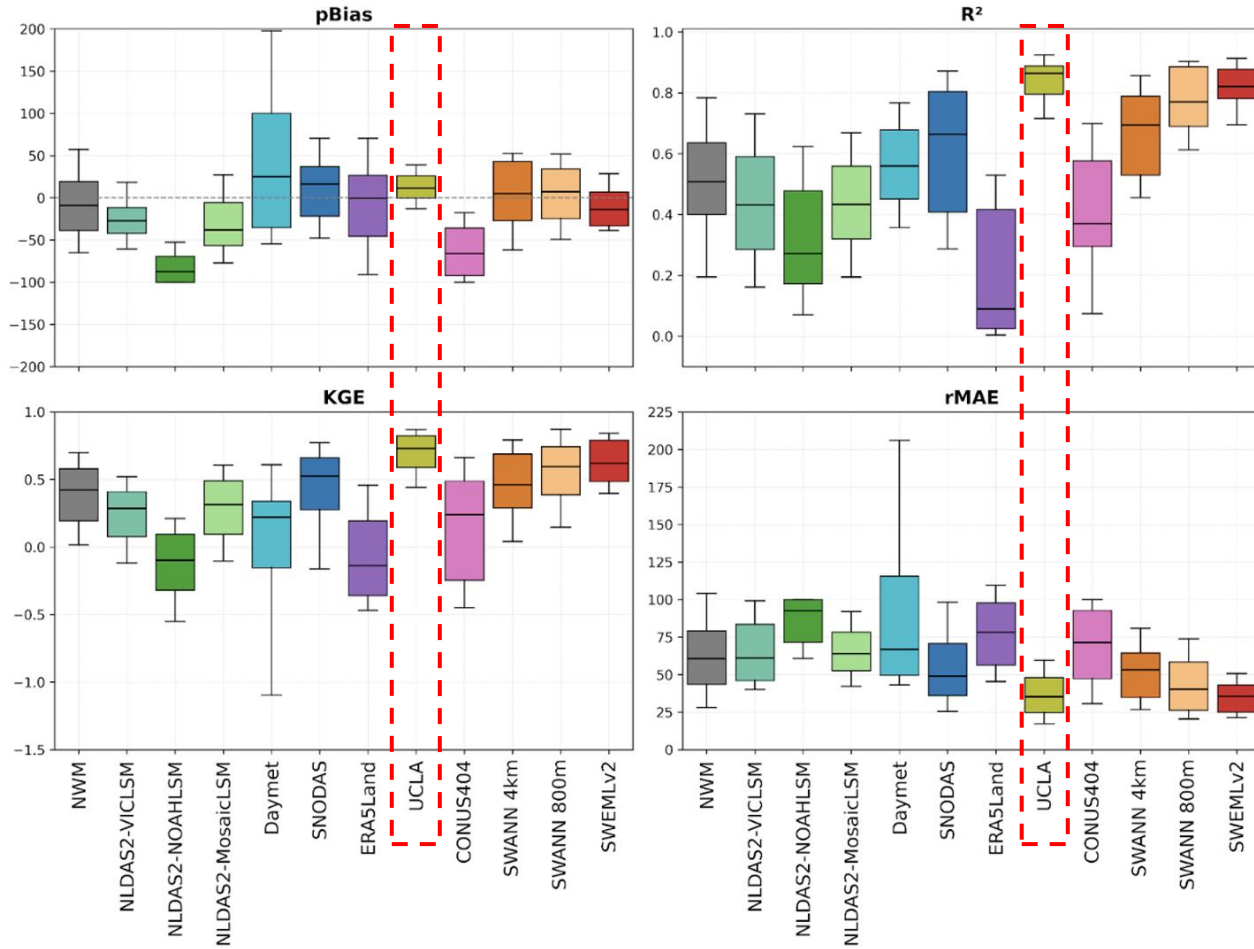 pBias
200
150
100
50
0
−50
−100
−150
−200
R²
1.0
0.8
0.6
0.4
0.2
0.0
KGE
1.0
0.5
0.0
−0.5
−1.0
−1.5
rMAE
225
200
175
150
125
100
75
50
25
0
NWM
NLDAS2-VICLSM
NLDAS2-NOAHLSM
NLDAS2-MosaicLSM
Daymet
SNODAS
ERA5Land
UCLA
CONUS404
SWANN 4km
SWANN 800m
SWEMLv2
NWM
NLDAS2-VICLSM
NLDAS2-NOAHLSM
NLDAS2-MosaicLSM
Daymet
SNODAS
ERA5Land
UCLA
CONUS404
SWANN 4km
SWANN 800m
SWEMLv2